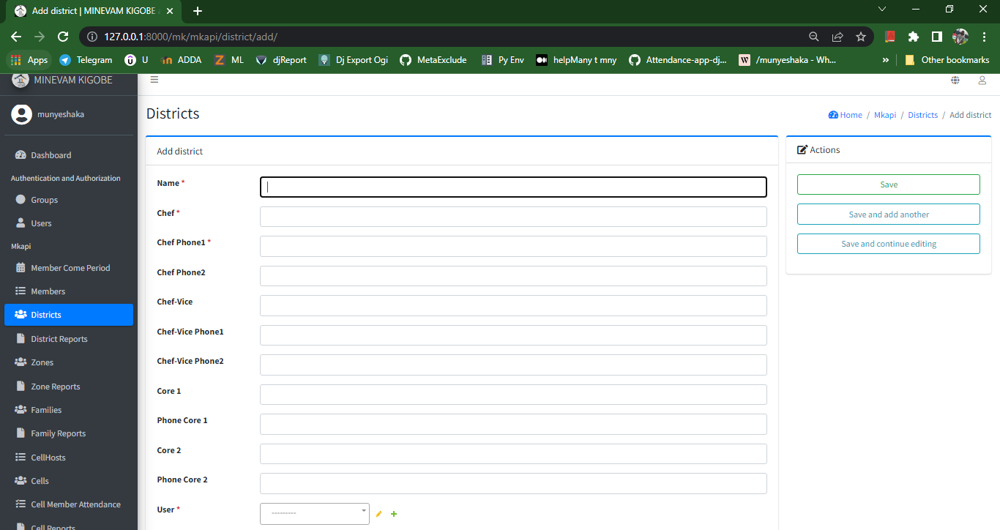 Add district | MINEVAM KIGOBE
127.0.0.1:8000/mk/mkapi/district/add/
Apps Telegram U ADDA ML djReport Dj Export Ogi MetaExclude Py Env helpMany t mny Attendance-app-dj... /munyeshaka - Wh... » Other bookmarks
MINEVAM KIGOBE
munyeshaka
Dashboard
Authentication and Authorization
Groups
Users
Mkapi
Member Come Period
Members
Districts
District Reports
Zones
Zone Reports
Families
Family Reports
CellHosts
Cells
Cell Member Attendance
Cell Reports
Districts
Home / Mkapi / Districts / Add district
Add district
Name *
Chef *
Chef Phone1 *
Chef Phone2
Chef-Vice
Chef-Vice Phone1
Chef-Vice Phone2
Core 1
Phone Core 1
Core 2
Phone Core 2
User *
---------
Actions
Save
Save and add another
Save and continue editing